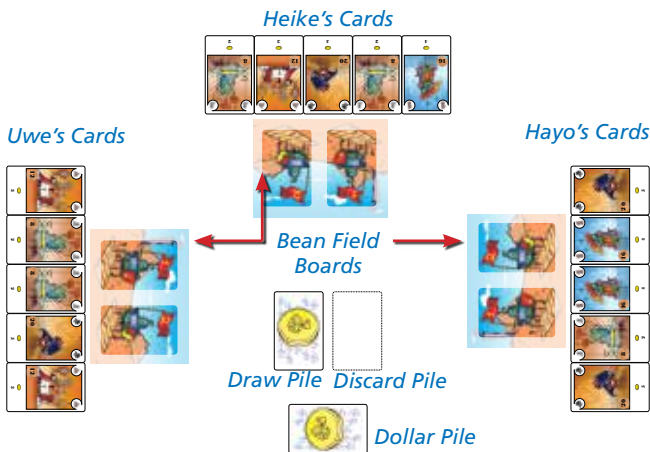 Heike's Cards
Uwe's Cards
Hayo's Cards
Bean Field
Boards
Draw Pile
Discard Pile
Dollar Pile